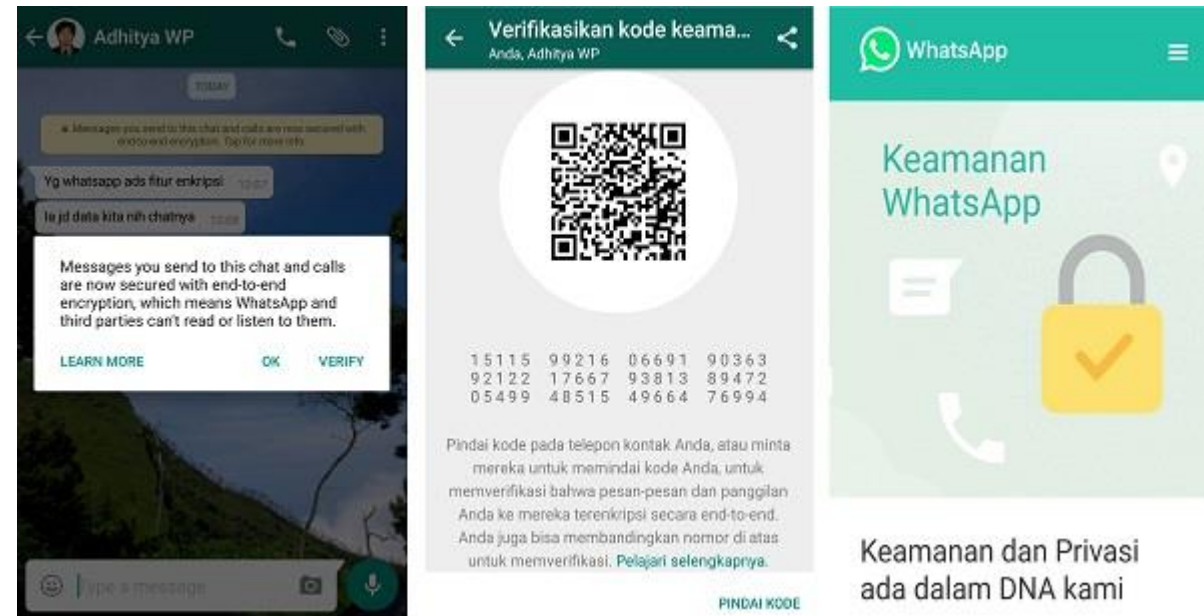 Adhitya WP
TODAY
Messages you send to this chat and calls are now secured with
end-to-end encryption. Tap for more info.
Yg whatsapp ads fitur enkripsi 12:07
Ia jd data kita nih chatnya
Messages you send to this chat and calls
are now secured with end-to-end
encryption, which means WhatsApp and
third parties can't read or listen to them.
LEARN MORE OK VERIFY
Type a message
Verifikasikan kode keama...
Anda, Adhitya WP
15115 99216 06691 90363
92122 17667 93813 89472
05499 48515 49664 76994
Pindai kode pada telepon kontak Anda, atau minta
mereka untuk memindai kode Anda, untuk
memverifikasi bahwa pesan-pesan dan panggilan
Anda ke mereka terenkripsi secara end-to-end.
Anda juga bisa membandingkan nomor di atas
untuk memverifikasi. Pelajari selengkapnya.
PINDAI KODE
WhatsApp
Keamanan
WhatsApp
Keamanan dan Privasi
ada dalam DNA kami